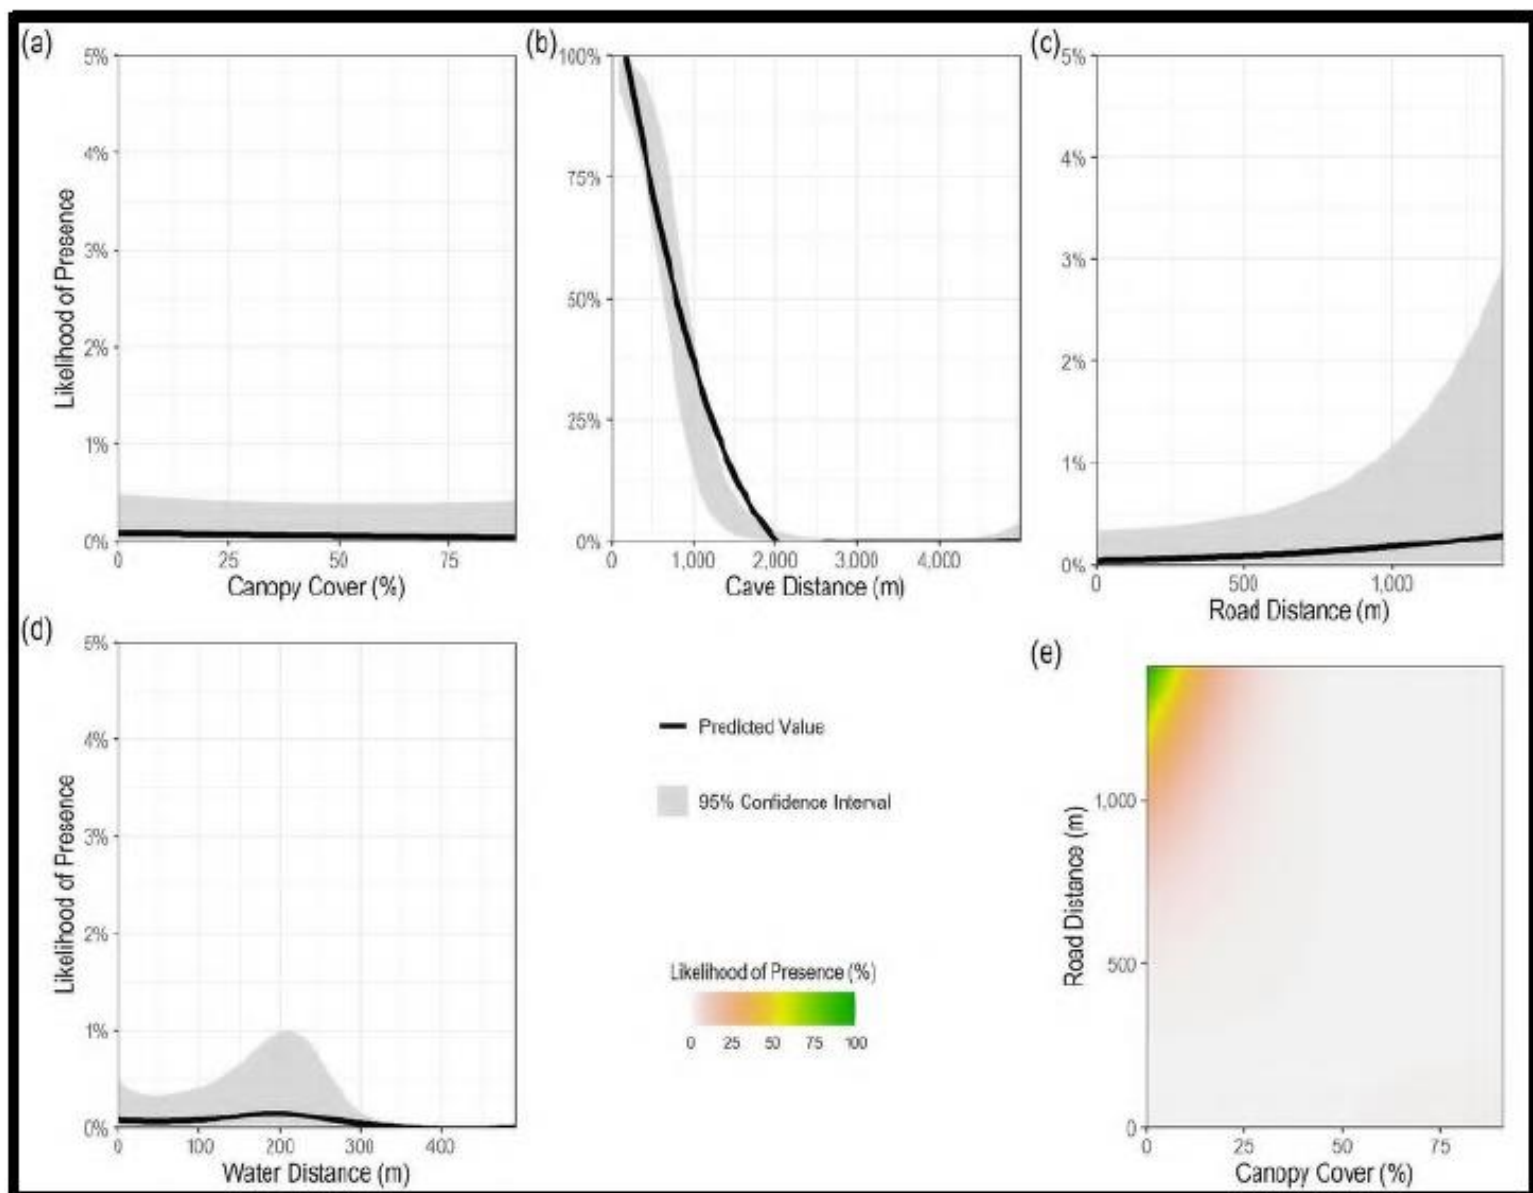 (a)
5%
4%
3%
2%
1%
0%
Likelihood of Presence
0 25 50 75
Canopy Cover (%)
(b)
100%
75%
50%
25%
0%
0 1,000 2,000 3,000 4,000
Cave Distance (m)
(c)
5%
4%
3%
2%
1%
0%
0 500 1,000
Road Distance (m)
(d)
5%
4%
3%
2%
1%
0%
Likelihood of Presence
0 100 200 300 400
Water Distance (m)
Predicted Value
95% Confidence Interval
Likelihood of Presence (%)
0 25 50 75 100
(e)
1,000
500
0
Road Distance (m)
0 25 50 75
Canopy Cover (%)